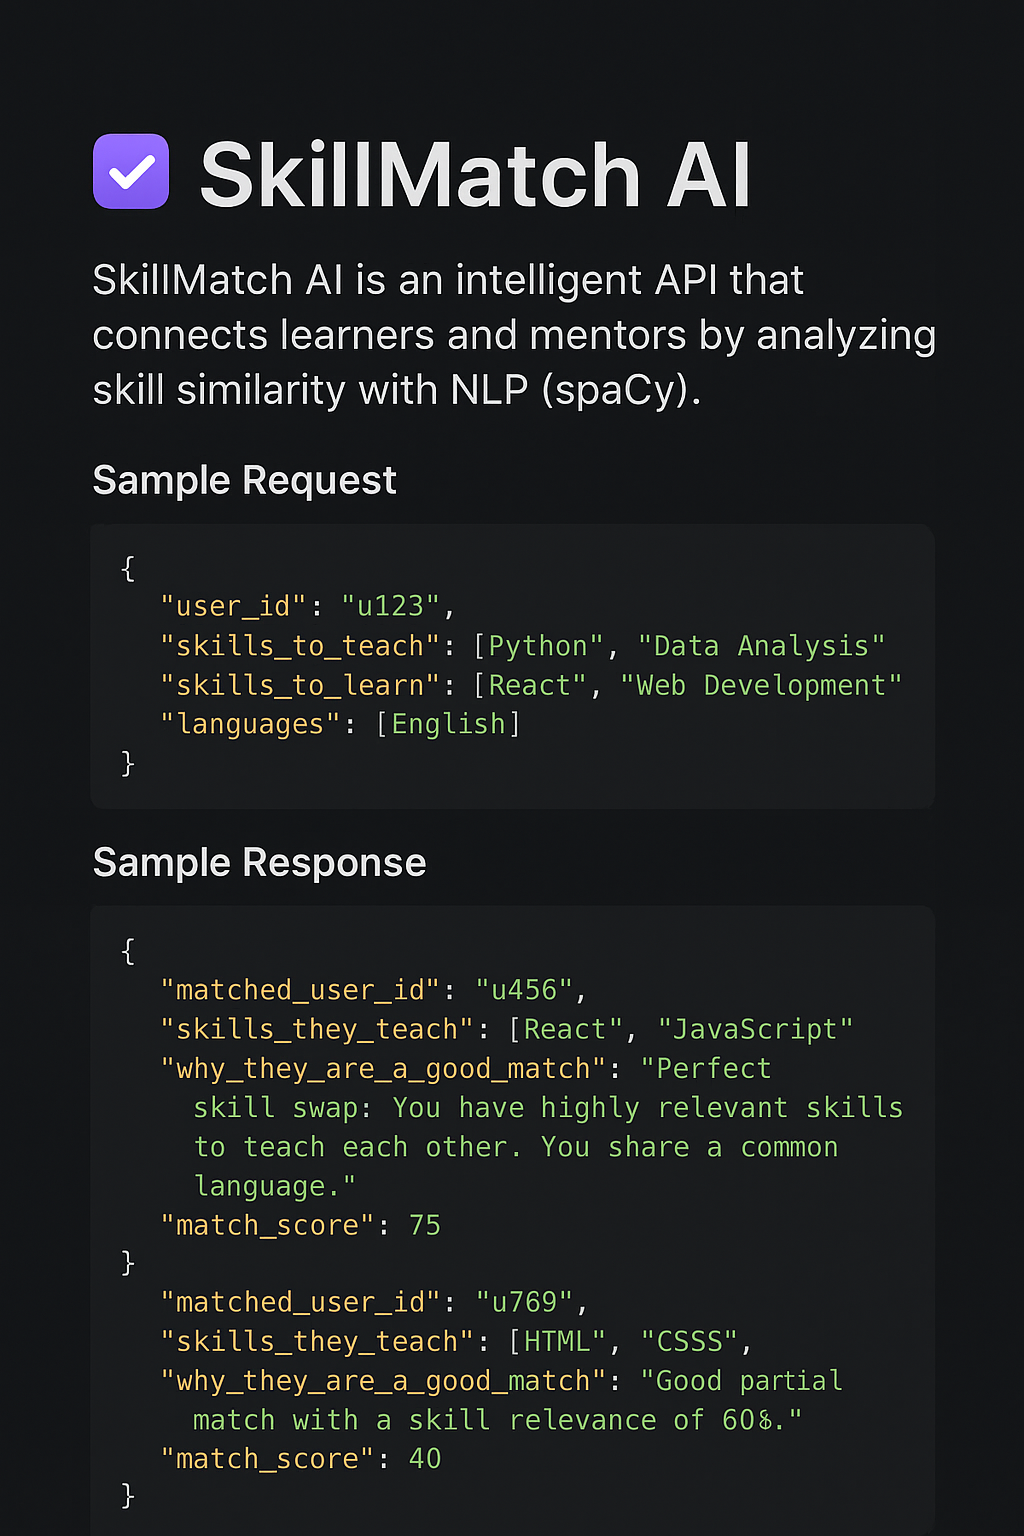 SkillMatch AI
SkillMatch AI is an intelligent API that
connects learners and mentors by analyzing
skill similarity with NLP (spaCy).
Sample Request
{
"user_id": "u123",
"skills_to_teach": [Python", "Data Analysis"
"skills_to_learn": [React", "Web Development"
"languages": [English]
}
Sample Response
{
"matched_user_id": "u456",
"skills_they_teach": [React", "JavaScript"
"why_they_are_a_good_match": "Perfect
skill swap: You have highly relevant skills
to teach each other. You share a common
language."
"match_score": 75
}
"matched_user_id": "u769",
"skills_they_teach": [HTML", "CSSS",
"why_they_are_a_good_match": "Good partial
match with a skill relevance of 60%."
"match_score": 40
}